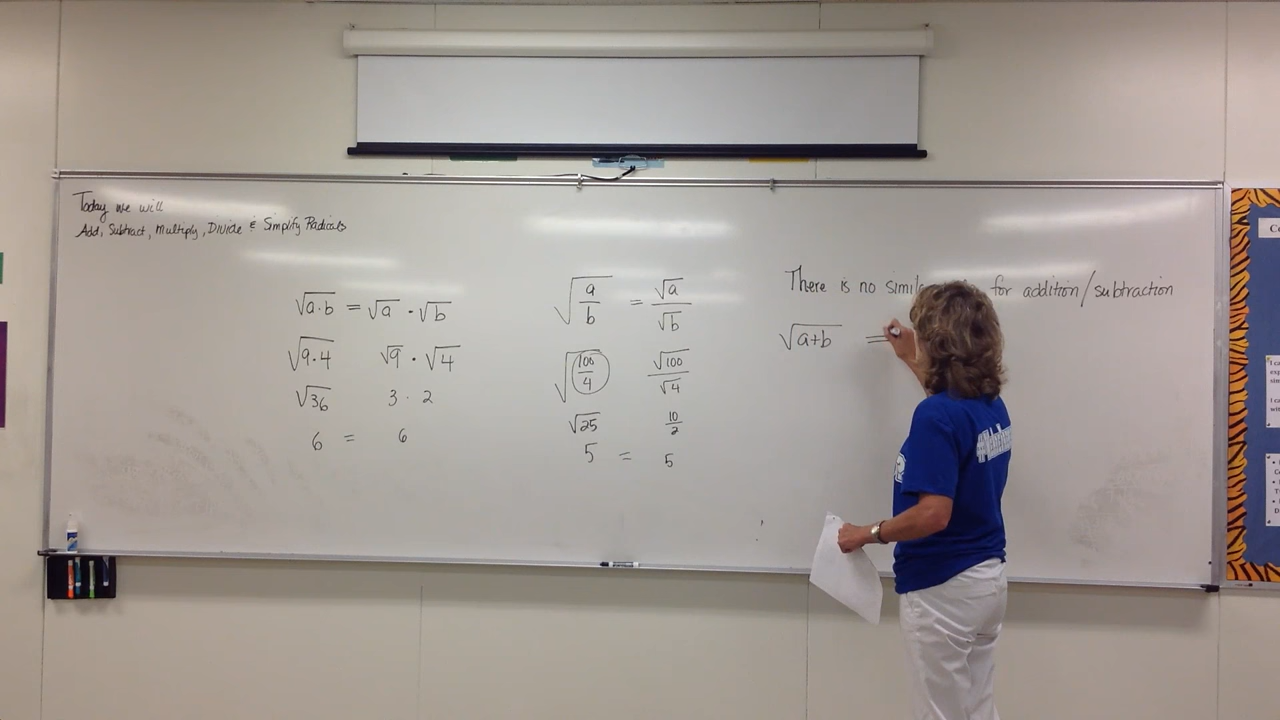 Today we will
Add, Subtract, Multiply, Divide & Simplify Radicals
√a·b = √a · √b
√9·4 √9 · √4
√36 3 · 2
6 = 6
√(a/b) = √a/√b
√(100/4) √100/√4
√25 10/2
5 = 5
There is no for addition/subtraction
√a+b =